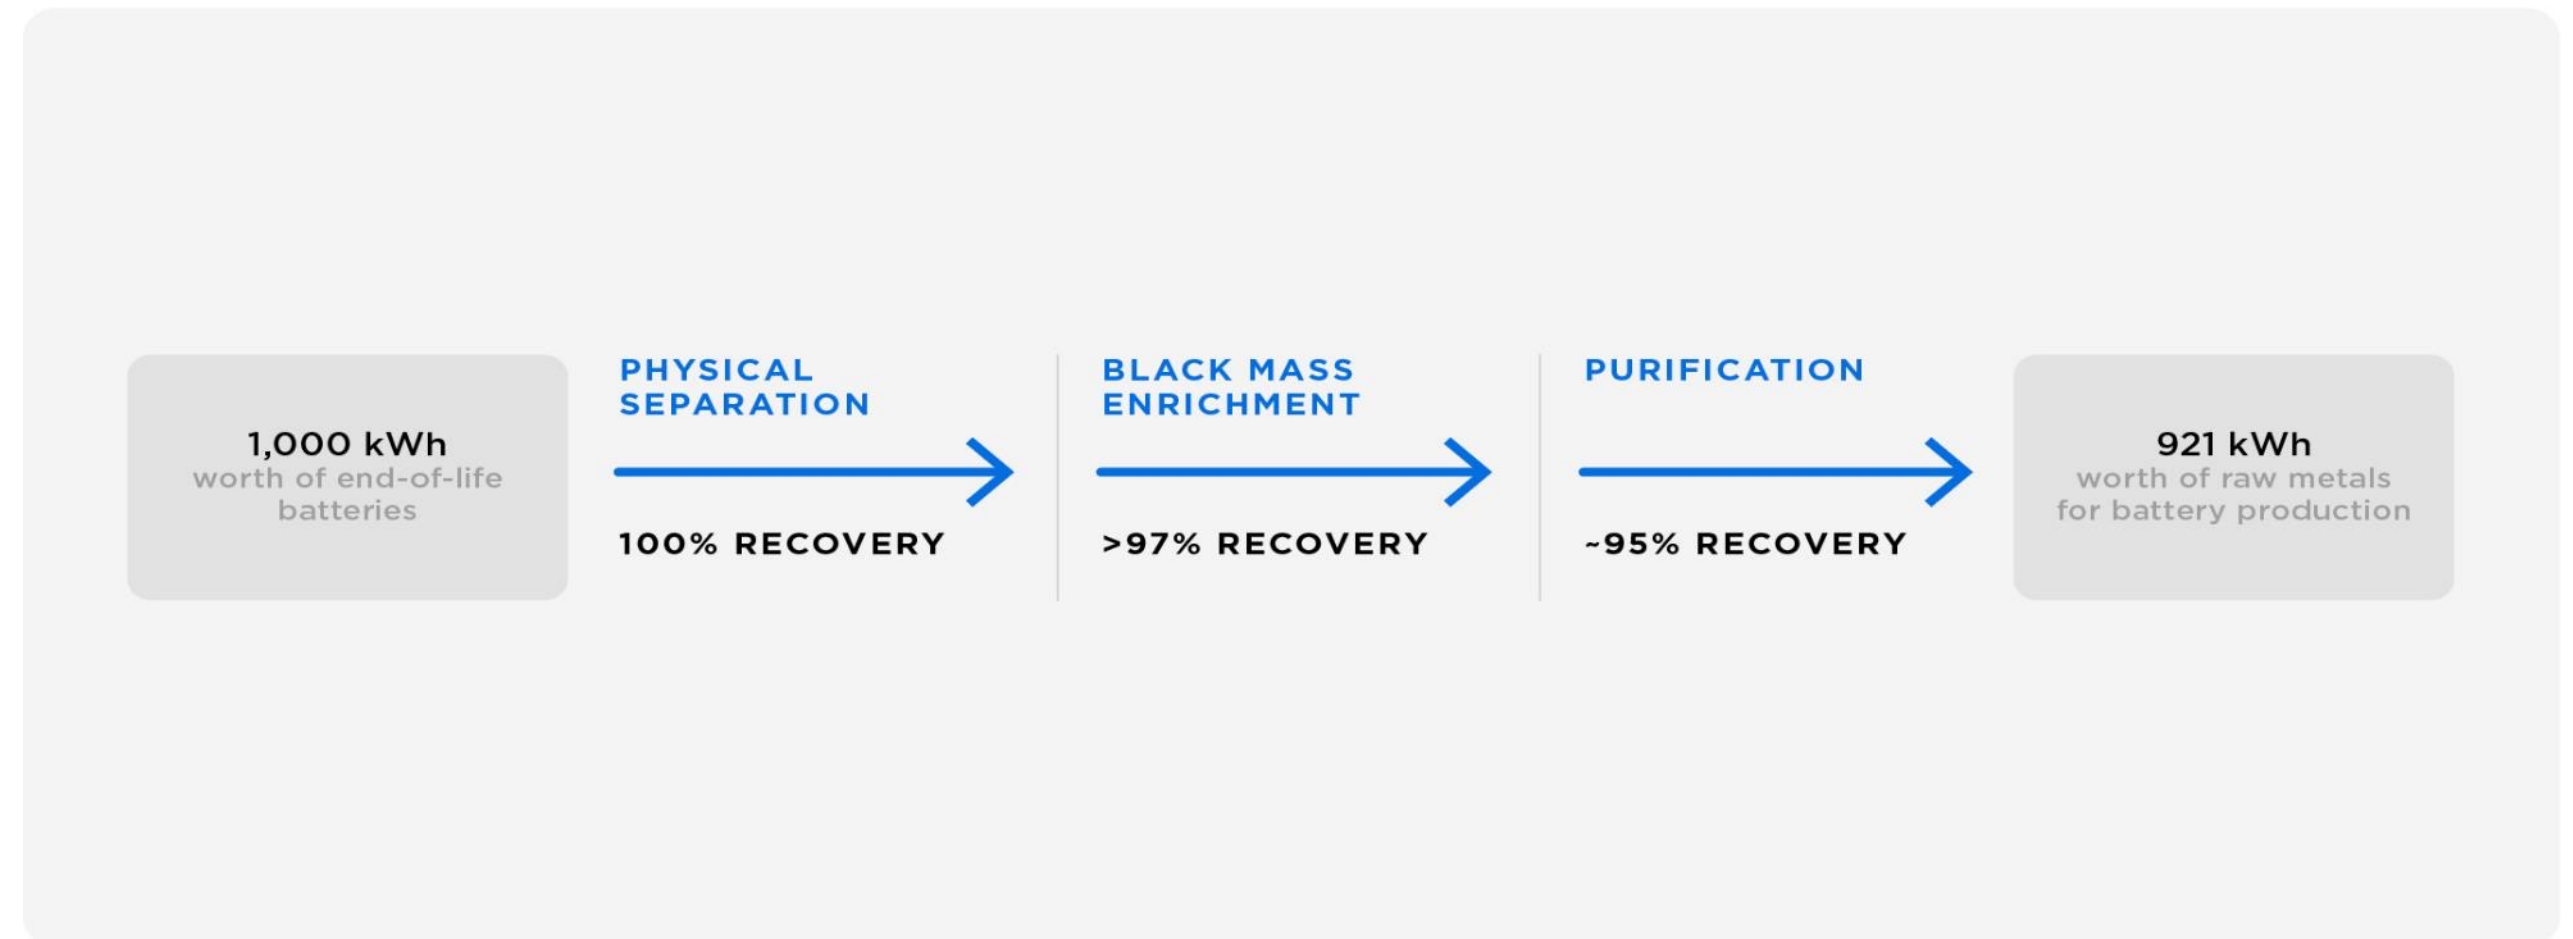 1,000 kWh
worth of end-of-life
batteries
PHYSICAL
SEPARATION
100% RECOVERY
BLACK MASS
ENRICHMENT
>97% RECOVERY
PURIFICATION
~95% RECOVERY
921 kWh
worth of raw metals
for battery production